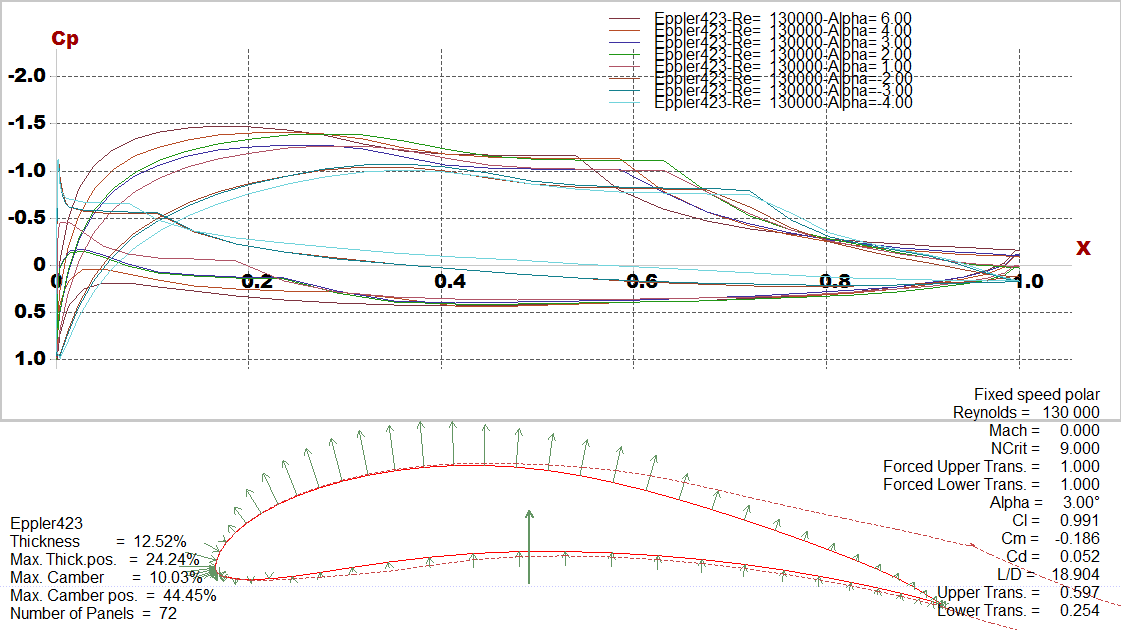 Cp
Eppler423-Re= 130000-Alpha= 6.00
Eppler423-Re= 130000-Alpha= 4.00
Eppler423-Re= 130000-Alpha= 3.00
Eppler423-Re= 130000-Alpha= 2.00
Eppler423-Re= 130000-Alpha= 1.00
Eppler423-Re= 130000-Alpha=-2.00
Eppler423-Re= 130000-Alpha=-3.00
Eppler423-Re= 130000-Alpha=-4.00
-2.0
-1.5
-1.0
-0.5
X
0
0 0.2 0.4 0.6 0.8 1.0
0.5
1.0
Fixed speed polar
Reynolds = 130 000
Mach = 0.000
NCrit = 9.000
Forced Upper Trans. = 1.000
Forced Lower Trans. = 1.000
Alpha = 3.00°
Cl = 0.991
Cm = -0.186
Cd = 0.052
L/D = 18.904
Upper Trans. = 0.597
Lower Trans. = 0.254
Eppler423
Thickness = 12.52%
Max. Thick.pos. = 24.24%
Max. Camber = 10.03%
Max. Camber pos. = 44.45%
Number of Panels = 72